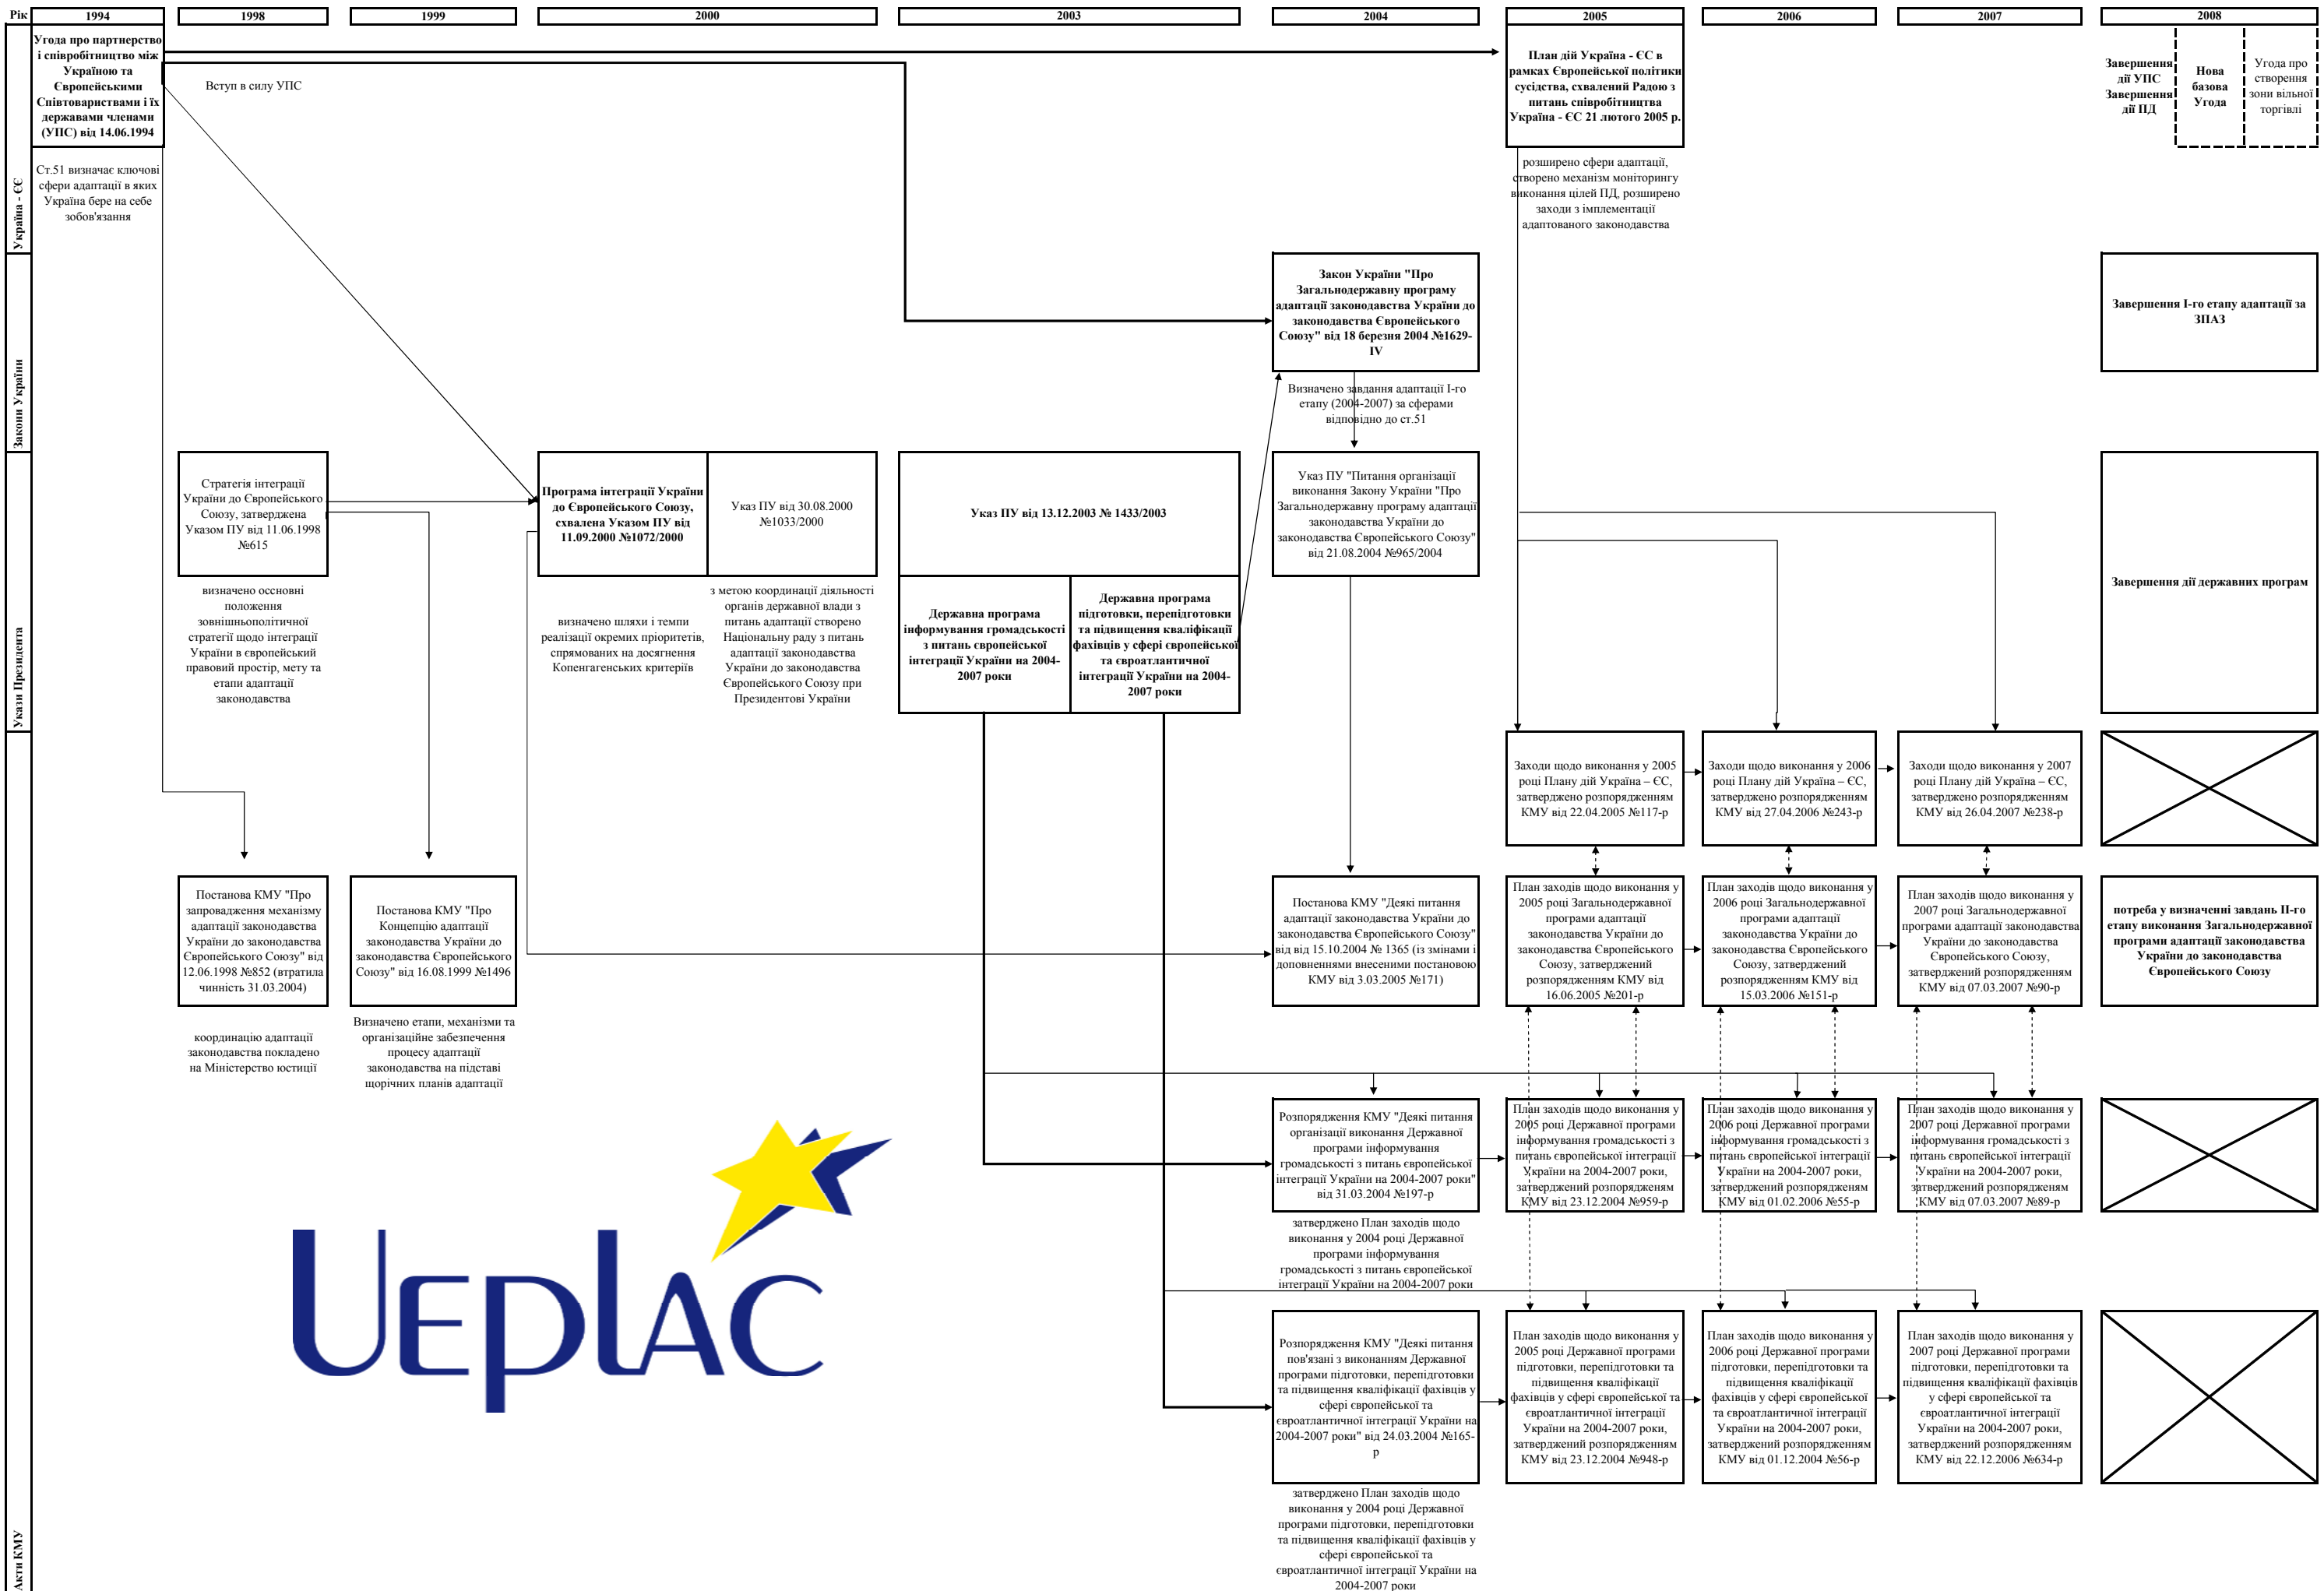 Рік
1994
1998
1999
2000
2003
2004
2005
2006
2007
2008
Україна - ЄС
Угода про партнерство
і співробітництво між
Україною та
Європейськими
Співтовариствами і їх
державами членами
(УПС) від 14.06.1994
Вступ в силу УПС
Ст.51 визначає ключові
сфери адаптації в яких
Україна бере на себе
зобов'язання
План дій Україна - ЄС в
рамках Європейської політики
сусідства, схвалений Радою з
питань співробітництва
Україна - ЄС 21 лютого 2005 р.
розширено сфери адаптації,
створено механізм моніторингу
виконання цілей ПД, розширено
заходи з імплементації
адаптованого законодавства
Завершення
дії УПС
Завершення
дії ПД
Нова
базова
Угода
Угода про
створення
зони вільної
торгівлі
Закони України
Закон України "Про
Загальнодержавну програму
адаптації законодавства України до
законодавства Європейського
Союзу" від 18 березня 2004 №1629-
IV
Визначено завдання адаптації І-го
етапу (2004-2007) за сферами
відповідно до ст.51
Завершення І-го етапу адаптації за
ЗПАЗ
Укази Президента
Стратегія інтеграції
України до Європейського
Союзу, затверджена
Указом ПУ від 11.06.1998
№615
визначено оссновні
положення
зовнішньополітичної
стратегії щодо інтеграції
України в європейський
правовий простір, мету та
етапи адаптації
законодавства
Програма інтеграції України
до Європейського Союзу,
схвалена Указом ПУ від
11.09.2000 №1072/2000
визначено шляхи і темпи
реалізації окремих пріоритетів,
спрямованих на досягнення
Копенгагенських критеріїв
Указ ПУ від 30.08.2000
№1033/2000
з метою координації діяльності
органів державної влади з
питань адаптації створено
Національну раду з питань
адаптації законодавства
України до законодавства
Європейського Союзу при
Президентові України
Указ ПУ від 13.12.2003 № 1433/2003
Державна програма
інформування громадськості
з питань європейської
інтеграції України на 2004-
2007 роки
Державна програма
підготовки, перепідготовки
та підвищення кваліфікації
фахівців у сфері європейської
та євроатлантичної
інтеграції України на 2004-
2007 роки
Указ ПУ "Питання організації
виконання Закону України "Про
Загальнодержавну програму адаптації
законодавства України до
законодавства Європейського Союзу"
від 21.08.2004 №965/2004
Завершення дії державних програм
Акти КМУ
Заходи щодо виконання у 2005
році Плану дій Україна – ЄС,
затверджено розпорядженням
КМУ від 22.04.2005 №117-р
Заходи щодо виконання у 2006
році Плану дій Україна – ЄС,
затверджено розпорядженням
КМУ від 27.04.2006 №243-р
Заходи щодо виконання у 2007
році Плану дій Україна – ЄС,
затверджено розпорядженням
КМУ від 26.04.2007 №238-р
Постанова КМУ "Про
запровадження механізму
адаптації законодавства
України до законодавства
Європейського Союзу" від
12.06.1998 №852 (втратила
чинність 31.03.2004)
координацію адаптації
законодавства покладено
на Міністерство юстиції
Постанова КМУ "Про
Концепцію адаптації
законодавства України до
законодавства Європейського
Союзу" від 16.08.1999 №1496
Визначено етапи, механізми та
організаційне забезпечення
процесу адаптації
законодавства на підставі
щорічних планів адаптації
Постанова КМУ "Деякі питання
адаптації законодавства України до
законодавства Європейського Союзу"
від від 15.10.2004 № 1365 (із змінами і
доповненнями внесеними постановою
КМУ від 3.03.2005 №171)
План заходів щодо виконання у
2005 році Загальнодержавної
програми адаптації
законодавства України до
законодавства Європейського
Союзу, затверджений
розпорядженням КМУ від
16.06.2005 №201-р
План заходів щодо виконання у
2006 році Загальнодержавної
програми адаптації
законодавства України до
законодавства Європейського
Союзу, затверджений
розпорядженням КМУ від
15.03.2006 №151-р
План заходів щодо виконання у
2007 році Загальнодержавної
програми адаптації законодавства
України до законодавства
Європейського Союзу,
затверджений розпорядженням
КМУ від 07.03.2007 №90-р
потреба у визначенні завдань ІІ-го
етапу виконання Загальнодержавної
програми адаптації законодавства
України до законодавства
Європейського Союзу
Розпорядження КМУ "Деякі питання
організації виконання Державної
програми інформування
громадськості з питань європейської
інтеграції України на 2004-2007 роки"
від 31.03.2004 №197-р
затверджено План заходів щодо
виконання у 2004 році Державної
програми інформування
громадськості з питань європейської
інтеграції України на 2004-2007 роки
План заходів щодо виконання у
2005 році Державної програми
інформування громадськості з
питань європейської інтеграції
України на 2004-2007 роки,
затверджений розпорядженям
КМУ від 23.12.2004 №959-р
План заходів щодо виконання у
2006 році Державної програми
інформування громадськості з
питань європейської інтеграції
України на 2004-2007 роки,
затверджений розпорядженям
КМУ від 01.02.2006 №55-р
План заходів щодо виконання у
2007 році Державної програми
інформування громадськості з
питань європейської інтеграції
України на 2004-2007 роки,
затверджений розпорядженям
КМУ від 07.03.2007 №89-р
UEPLAC
Розпорядження КМУ "Деякі питання
пов'язані з виконанням Державної
програми підготовки, перепідготовки
та підвищення кваліфікації фахівців у
сфері європейської та
євроатлантичної інтеграції України на
2004-2007 роки" від 24.03.2004 №165-
р
затверджено План заходів щодо
виконання у 2004 році Державної
програми підготовки, перепідготовки
та підвищення кваліфікації фахівців у
сфері європейської та
євроатлантичної інтеграції України на
2004-2007 роки
План заходів щодо виконання у
2005 році Державної програми
підготовки, перепідготовки та
підвищення кваліфікації
фахівців у сфері європейської та
євроатлантичної інтеграції
України на 2004-2007 роки,
затверджений розпорядженням
КМУ від 23.12.2004 №948-р
План заходів щодо виконання у
2006 році Державної програми
підготовки, перепідготовки та
підвищення кваліфікації
фахівців у сфері європейської
та євроатлантичної інтеграції
України на 2004-2007 роки,
затверджений розпорядженням
КМУ від 01.12.2004 №56-р
План заходів щодо виконання у
2007 році Державної програми
підготовки, перепідготовки та
підвищення кваліфікації фахівців
у сфері європейської та
євроатлантичної інтеграції
України на 2004-2007 роки,
затверджений розпорядженням
КМУ від 22.12.2006 №634-р